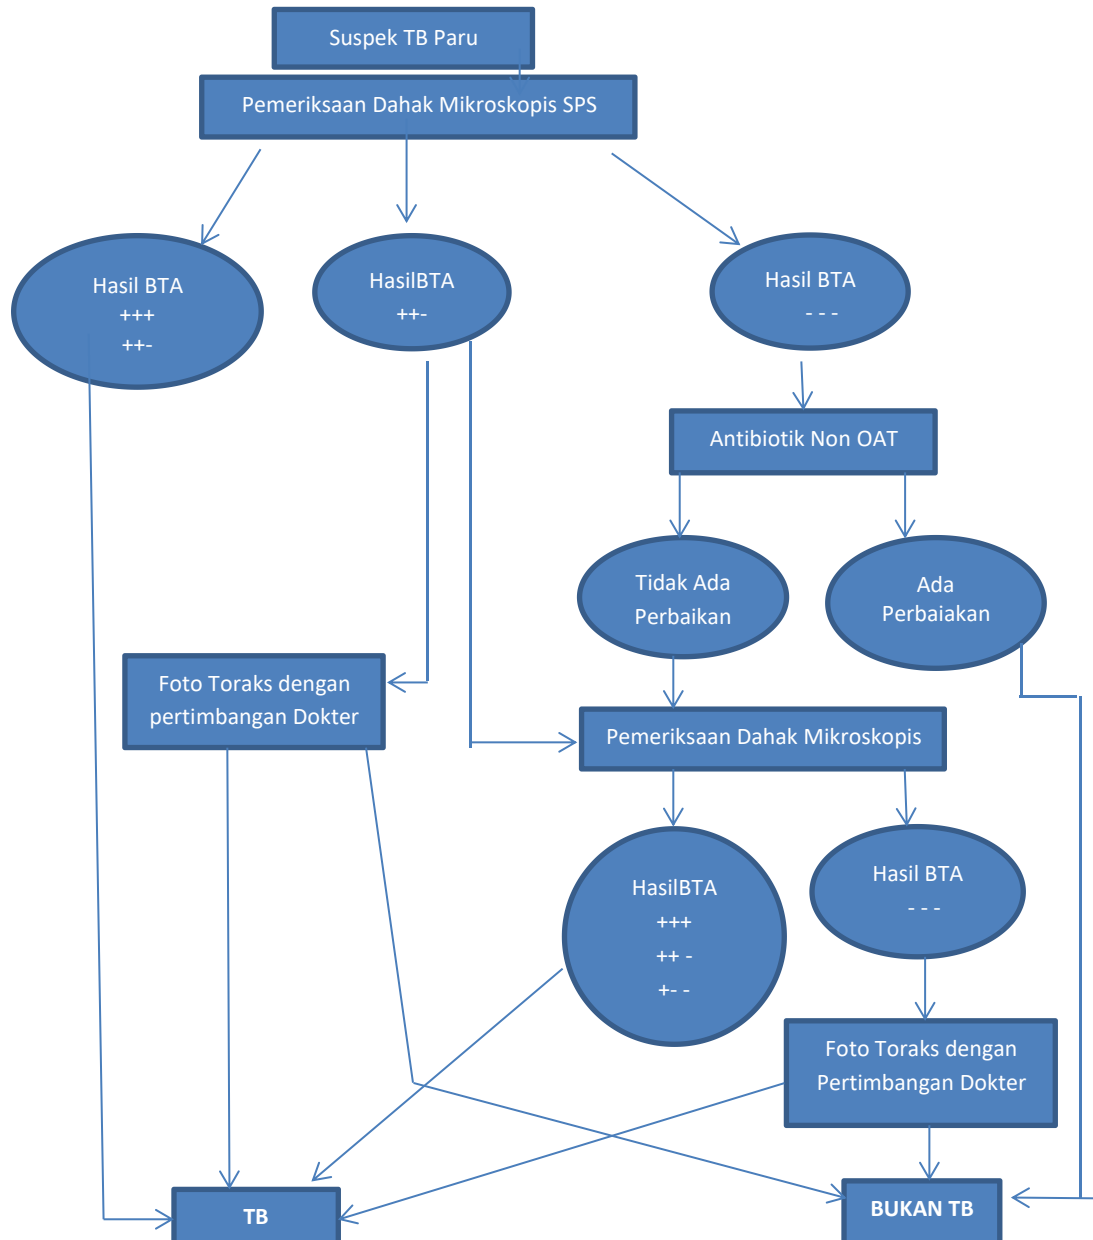 Suspek TB Paru
Pemeriksaan Dahak Mikroskopis SPS
Hasil BTA
+++
++-
HasilBTA
++-
Hasil BTA
- - -
Antibiotik Non OAT
Tidak Ada
Perbaikan
Ada
Perbaiakan
Foto Toraks dengan
pertimbangan Dokter
Pemeriksaan Dahak Mikroskopis
HasilBTA
+++
++ -
+- -
Hasil BTA
- - -
Foto Toraks dengan
Pertimbangan Dokter
TB
BUKAN TB